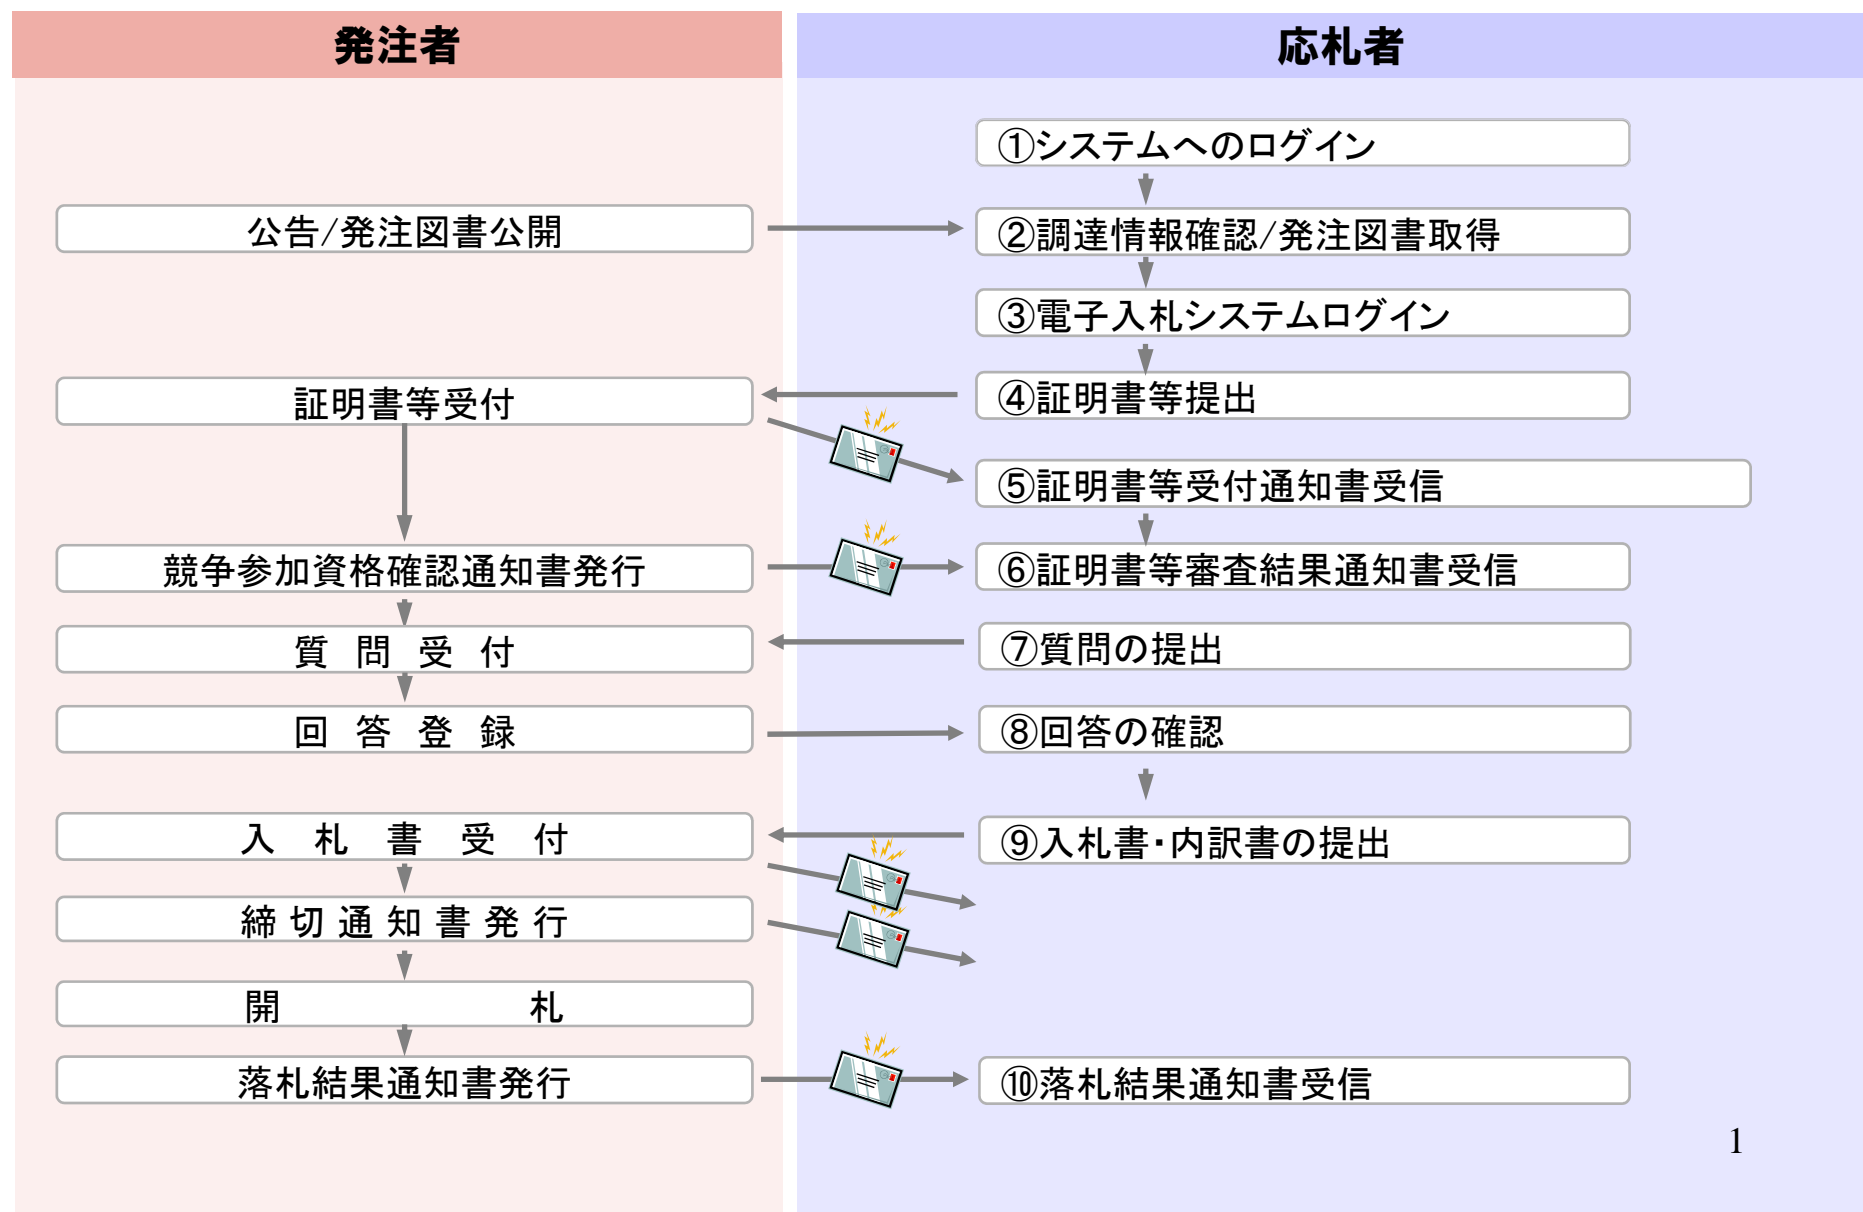 発注者
応札者
①システムへのログイン
公告/発注図書公開
②調達情報確認/発注図書取得
③電子入札システムログイン
証明書等受付
④証明書等提出
⑤証明書等受付通知書受信
競争参加資格確認通知書発行
⑥証明書等審査結果通知書受信
質 問 受 付
⑦質問の提出
回 答 登 録
⑧回答の確認
入 札 書 受 付
⑨入札書・内訳書の提出
締 切 通 知 書 発 行
開 札
落札結果通知書発行
⑩落札結果通知書受信
1